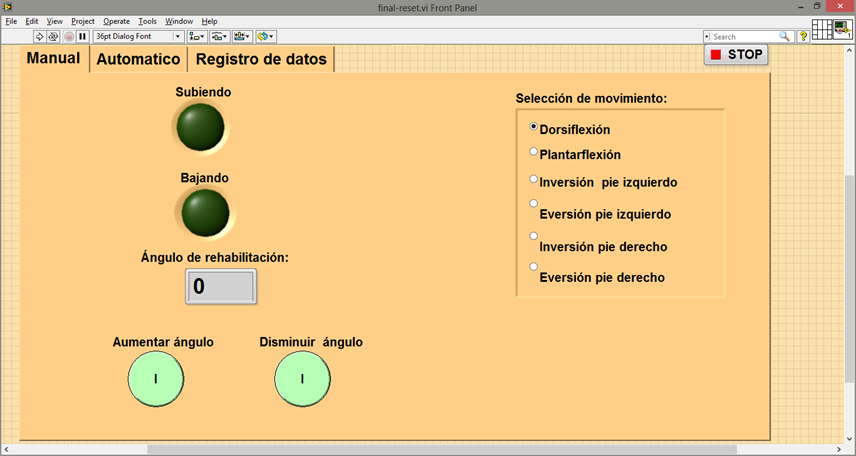 final-reset.vi Front Panel
File Edit View Project Operate Tools Window Help
36pt Dialog Font
Search
?
Manual
Automatico
Registro de datos
STOP
Subiendo
Bajando
Ángulo de rehabilitación:
0
Aumentar ángulo
Disminuir ángulo
I
I
Selección de movimiento:
Dorsiflexión
Plantarflexión
Inversión pie izquierdo
Eversión pie izquierdo
Inversión pie derecho
Eversión pie derecho